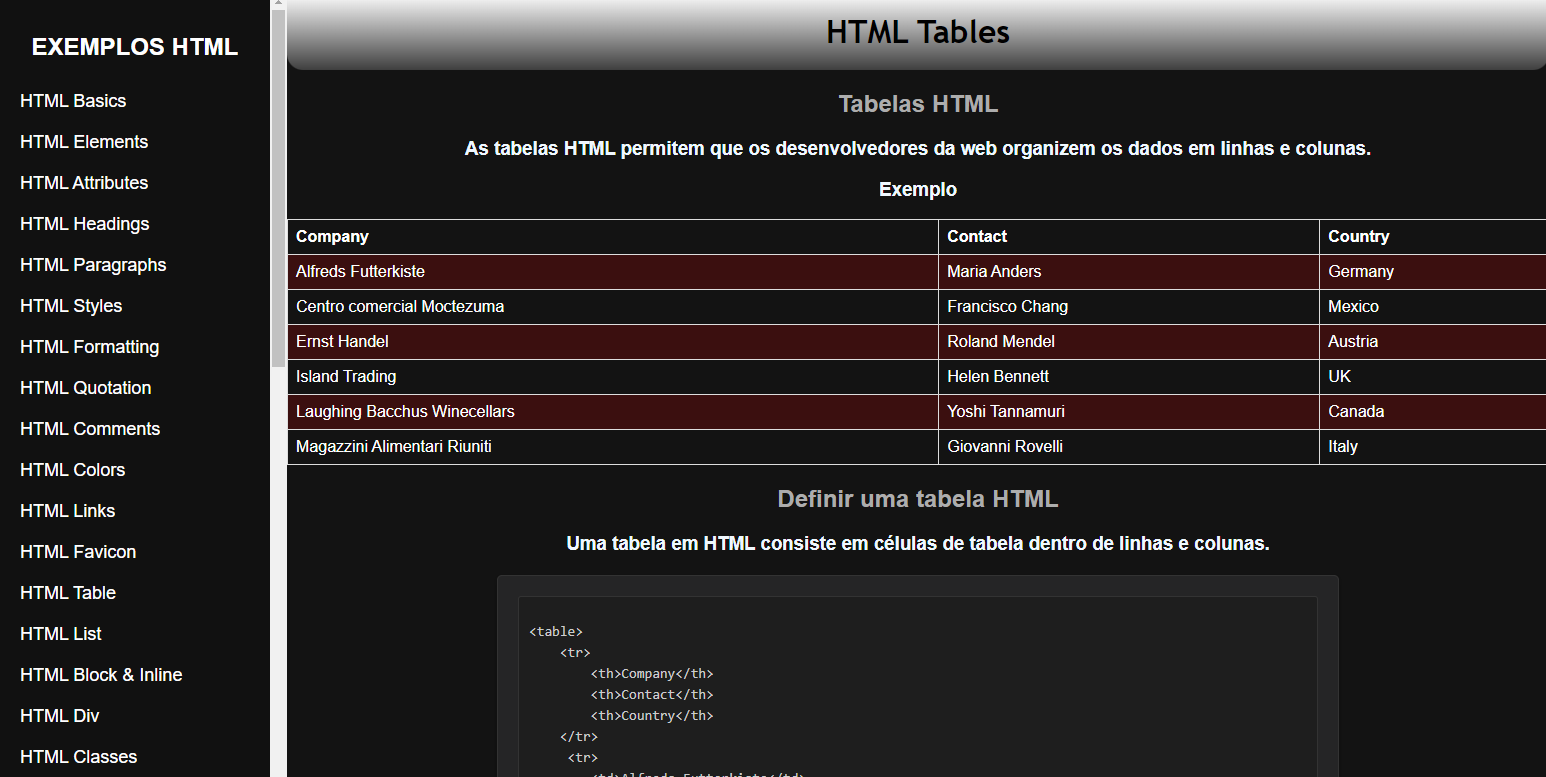 EXEMPLOS HTML
HTML Basics
HTML Elements
HTML Attributes
HTML Headings
HTML Paragraphs
HTML Styles
HTML Formatting
HTML Quotation
HTML Comments
HTML Colors
HTML Links
HTML Favicon
HTML Table
HTML List
HTML Block & Inline
HTML Div
HTML Classes
HTML Tables
Tabelas HTML
As tabelas HTML permitem que os desenvolvedores da web organizem os dados em linhas e colunas.
Exemplo
Company Contact Country
Alfreds Futterkiste Maria Anders Germany
Centro comercial Moctezuma Francisco Chang Mexico
Ernst Handel Roland Mendel Austria
Island Trading Helen Bennett UK
Laughing Bacchus Winecellars Yoshi Tannamuri Canada
Magazzini Alimentari Riuniti Giovanni Rovelli Italy
Definir uma tabela HTML
Uma tabela em HTML consiste em células de tabela dentro de linhas e colunas.
<table>
<tr>
<th>Company</th>
<th>Contact</th>
<th>Country</th>
</tr>
<tr>
<td>Alfreds Futterkiste</td>